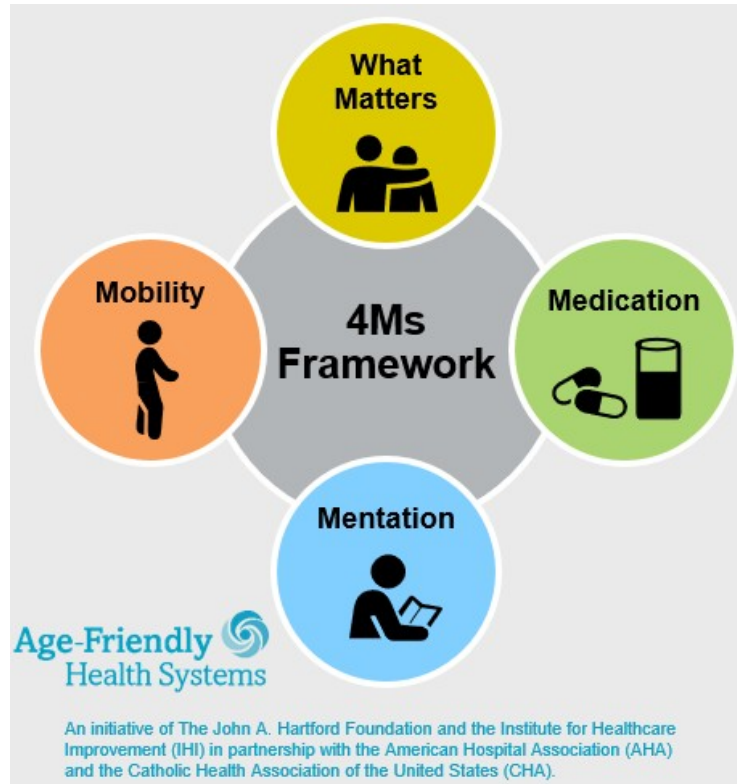 What
Matters
Mobility
4Ms
Framework
Medication
Mentation
Age-Friendly
Health Systems
An initiative of The John A. Hartford Foundation and the Institute for Healthcare
Improvement (IHI) in partnership with the American Hospital Association (AHA)
and the Catholic Health Association of the United States (CHA).